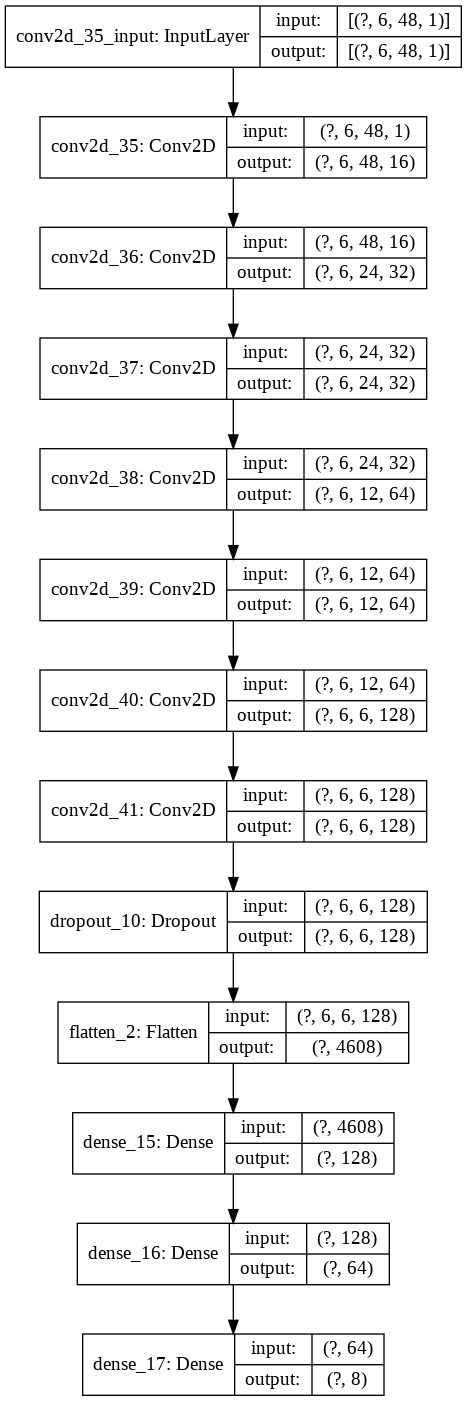 conv2d_35_input: InputLayer
input: [(?, 6, 48, 1)]
output: [(?, 6, 48, 1)]
conv2d_35: Conv2D
input: (?, 6, 48, 1)
output: (?, 6, 48, 16)
conv2d_36: Conv2D
input: (?, 6, 48, 16)
output: (?, 6, 24, 32)
conv2d_37: Conv2D
input: (?, 6, 24, 32)
output: (?, 6, 24, 32)
conv2d_38: Conv2D
input: (?, 6, 24, 32)
output: (?, 6, 12, 64)
conv2d_39: Conv2D
input: (?, 6, 12, 64)
output: (?, 6, 12, 64)
conv2d_40: Conv2D
input: (?, 6, 12, 64)
output: (?, 6, 6, 128)
conv2d_41: Conv2D
input: (?, 6, 6, 128)
output: (?, 6, 6, 128)
dropout_10: Dropout
input: (?, 6, 6, 128)
output: (?, 6, 6, 128)
flatten_2: Flatten
input: (?, 6, 6, 128)
output: (?, 4608)
dense_15: Dense
input: (?, 4608)
output: (?, 128)
dense_16: Dense
input: (?, 128)
output: (?, 64)
dense_17: Dense
input: (?, 64)
output: (?, 8)